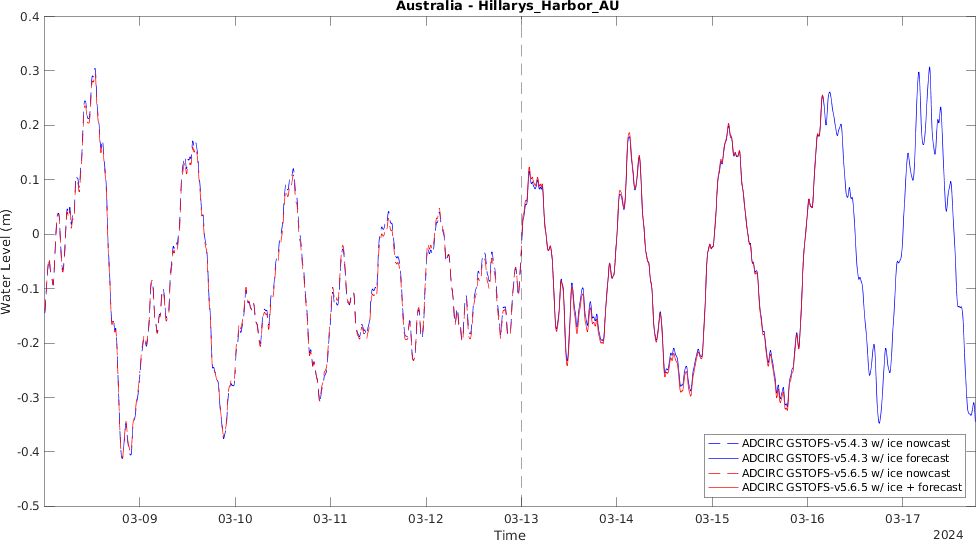 Australia - Hillarys_Harbor_AU
Water Level (m)
0.4
0.3
0.2
0.1
0
-0.1
-0.2
-0.3
-0.4
-0.5
ADCIRC GSTOFS-v5.4.3 w/ ice nowcast
ADCIRC GSTOFS-v5.4.3 w/ ice forecast
ADCIRC GSTOFS-v5.6.5 w/ ice nowcast
ADCIRC GSTOFS-v5.6.5 w/ ice + forecast
03-09 03-10 03-11 03-12 03-13 03-14 03-15 03-16 03-17
Time
2024